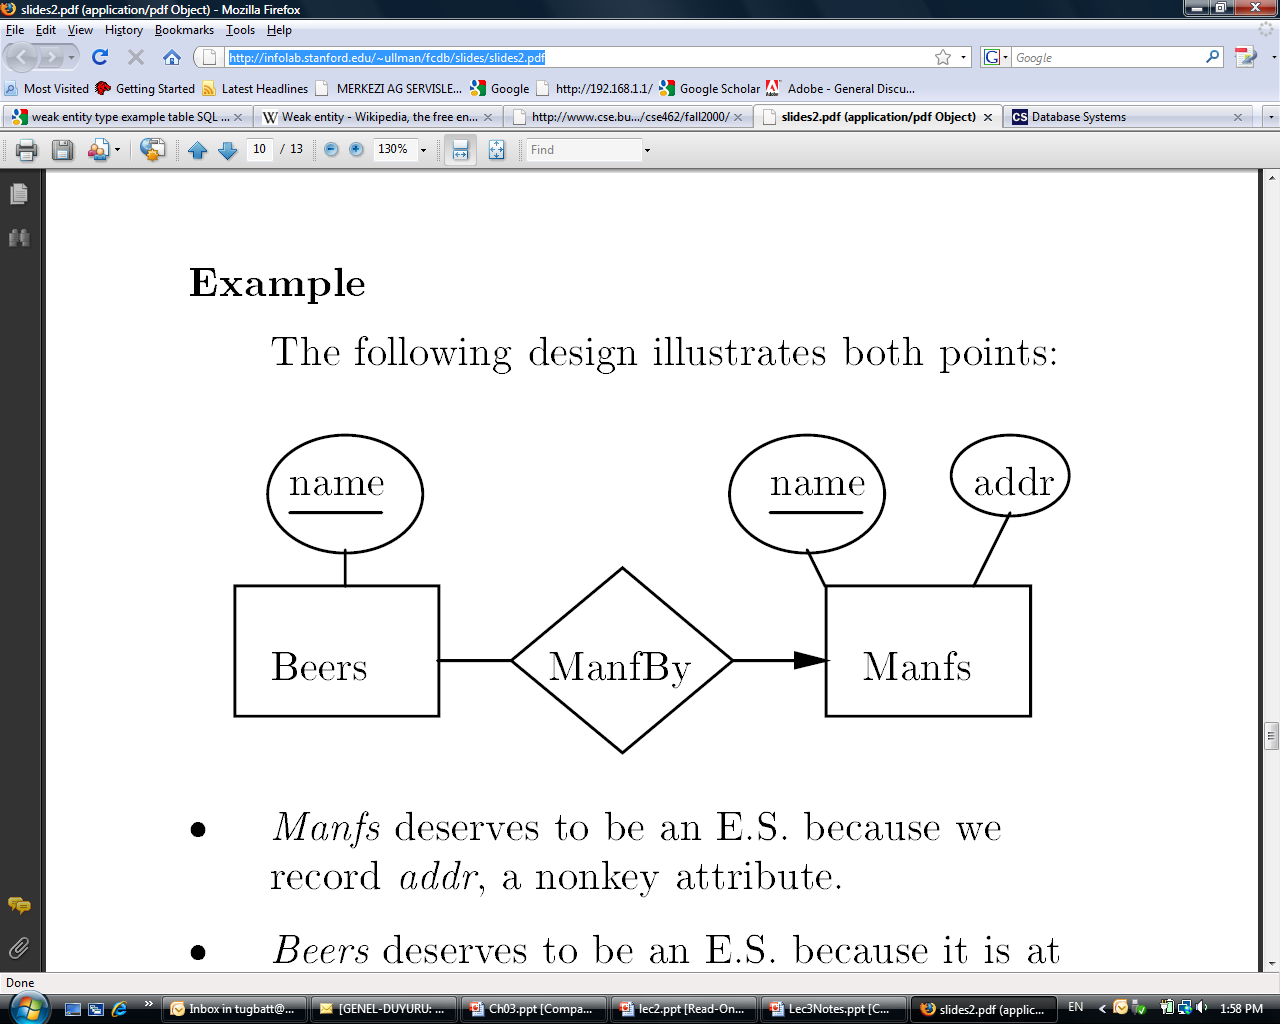 slides2.pdf (application/pdf Object) - Mozilla Firefox
File Edit View History Bookmarks Tools Help
http://infolab.stanford.edu/~ullman/fcdb/slides/slides2.pdf
G Google
Most Visited Getting Started Latest Headlines MERKEZI AG SERVISLE... Google http://192.168.1.1/ Google Scholar Adobe - General Discu...
weak entity type example table SQL ... W Weak entity - Wikipedia, the free en... http://www.cse.bu.../cse462/fall2000/ slides2.pdf (application/pdf Object) CS Database Systems
10 / 13 130% Find
Example
The following design illustrates both points:
name name addr
Beers ManfBy Manfs
• Manfs deserves to be an E.S. because we
record addr, a nonkey attribute.
• Beers deserves to be an E.S. because it is at
Done
Inbox in tugbatt@... [GENEL-DUYURU: ... Ch03.ppt [Compa... lec2.ppt [Read-On... Lec3Notes.ppt [C... slides2.pdf (applic... EN 1:58 PM